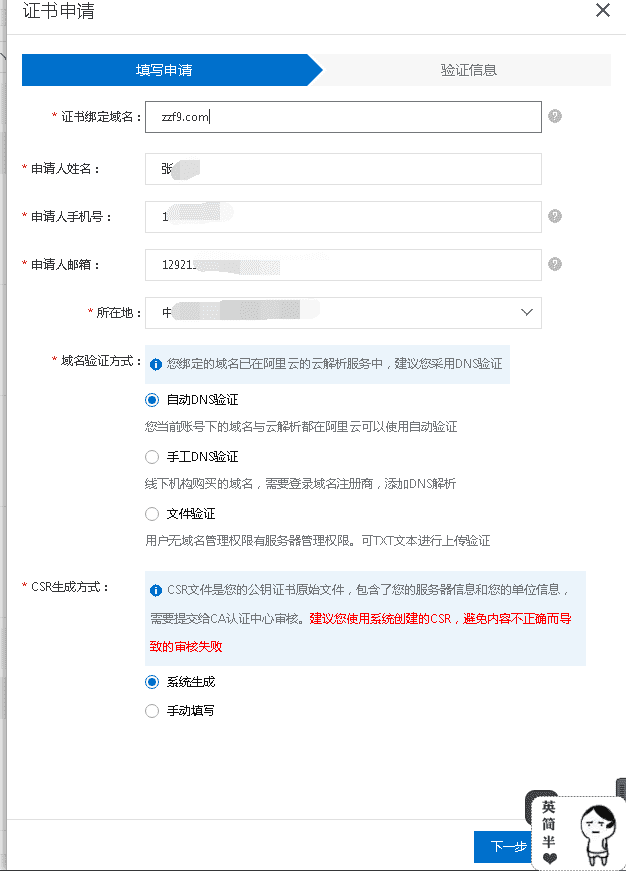 证书申请
填写申请
验证信息
* 证书绑定域名： zzf9.com ?
* 申请人姓名： 张
* 申请人手机号： 1 ?
* 申请人邮箱： 12921 ?
* 所在地：
* 域名验证方式： 您绑定的域名已在阿里云的云解析服务中，建议您采用DNS验证
自动DNS验证
您当前账号下的域名与云解析都在阿里云可以使用自动验证
手工DNS验证
线下机构购买的域名，需要登录域名注册商，添加DNS解析
文件验证
用户无域名管理权限有服务器管理权限。可TXT文本进行上传验证
* CSR生成方式： CSR文件是您的公钥证书原始文件，包含了您的服务器信息和您的单位信息，
需要提交给CA认证中心审核。建议您使用系统创建的CSR，避免内容不正确而导
致的审核失败
系统生成
手动填写
英
简
半
下一步